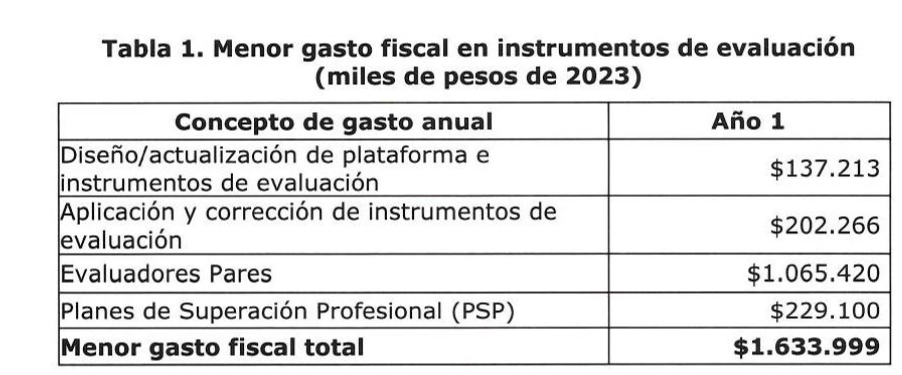 Tabla 1. Menor gasto fiscal en instrumentos de evaluación
(miles de pesos de 2023)
Concepto de gasto anual Año 1
Diseño/actualización de plataforma e
instrumentos de evaluación $137.213
Aplicación y corrección de instrumentos de
evaluación $202.266
Evaluadores Pares $1.065.420
Planes de Superación Profesional (PSP) $229.100
Menor gasto fiscal total $1.633.999